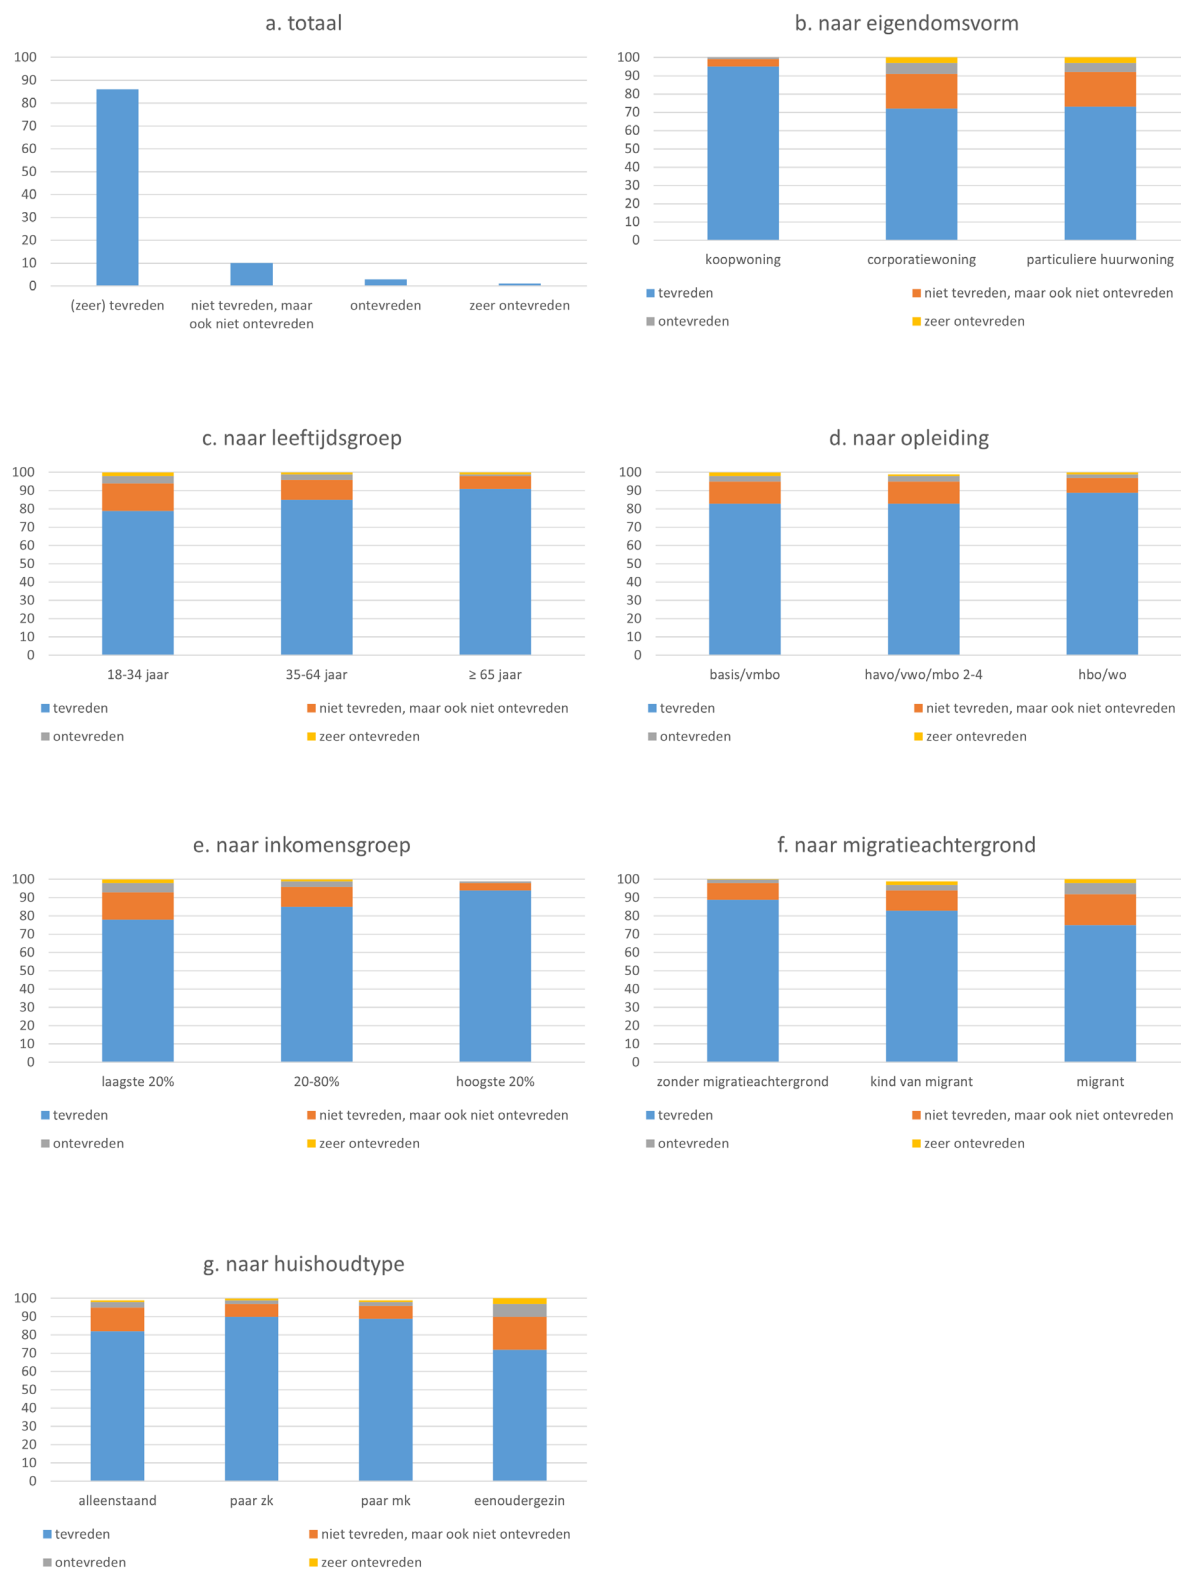 a. totaal
100
90
80
70
60
50
40
30
20
10
0
(zeer) tevreden
niet tevreden, maar
ook niet ontevreden
ontevreden
zeer ontevreden
b. naar eigendomsvorm
100
90
80
70
60
50
40
30
20
10
0
koopwoning
corporatiewoning
particuliere huurwoning
tevreden
niet tevreden, maar ook niet ontevreden
ontevreden
zeer ontevreden
c. naar leeftijdsgroep
100
90
80
70
60
50
40
30
20
10
0
18-34 jaar
35-64 jaar
≥ 65 jaar
tevreden
niet tevreden, maar ook niet ontevreden
ontevreden
zeer ontevreden
d. naar opleiding
100
90
80
70
60
50
40
30
20
10
0
basis/vmbo
havo/vwo/mbo 2-4
hbo/wo
tevreden
niet tevreden, maar ook niet ontevreden
ontevreden
zeer ontevreden
e. naar inkomensgroep
100
90
80
70
60
50
40
30
20
10
0
laagste 20%
20-80%
hoogste 20%
tevreden
niet tevreden, maar ook niet ontevreden
ontevreden
zeer ontevreden
f. naar migratieachtergrond
100
90
80
70
60
50
40
30
20
10
0
zonder migratieachtergrond
kind van migrant
migrant
tevreden
niet tevreden, maar ook niet ontevreden
ontevreden
zeer ontevreden
g. naar huishoudtype
100
90
80
70
60
50
40
30
20
10
0
alleenstaand
paar zk
paar mk
eenoudergezin
tevreden
niet tevreden, maar ook niet ontevreden
ontevreden
zeer ontevreden